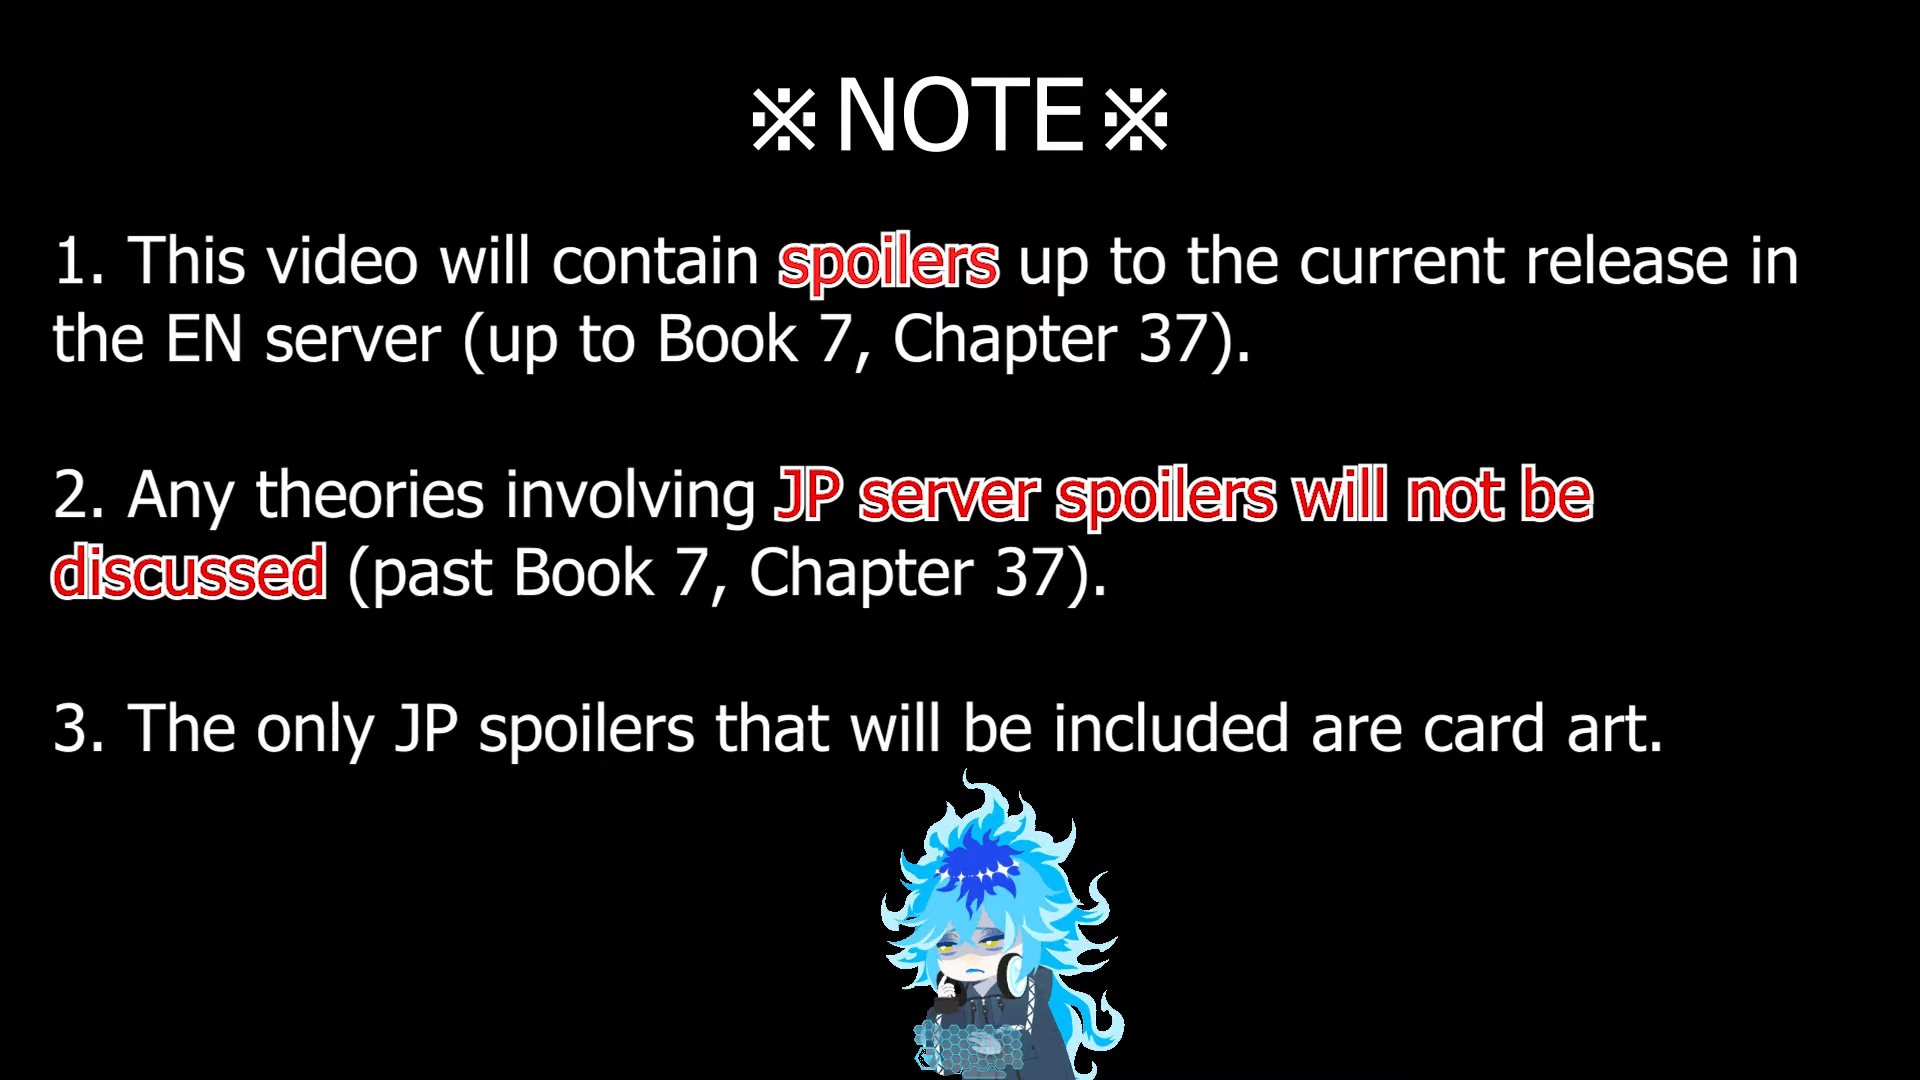 ※NOTE※
1. This video will contain spoilers up to the current release in
the EN server (up to Book 7, Chapter 37).
2. Any theories involving JP server spoilers will not be
discussed (past Book 7, Chapter 37).
3. The only JP spoilers that will be included are card art.